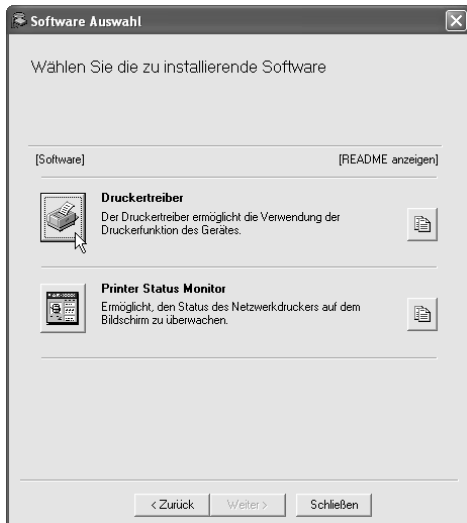 Software Auswahl
Wählen Sie die zu installierende Software
[Software] [README anzeigen]
Druckertreiber
Der Druckertreiber ermöglicht die Verwendung der
Druckerfunktion des Gerätes.
Printer Status Monitor
Ermöglicht, den Status des Netzwerkdruckers auf dem
Bildschirm zu überwachen.
< Zurück Weiter > Schließen